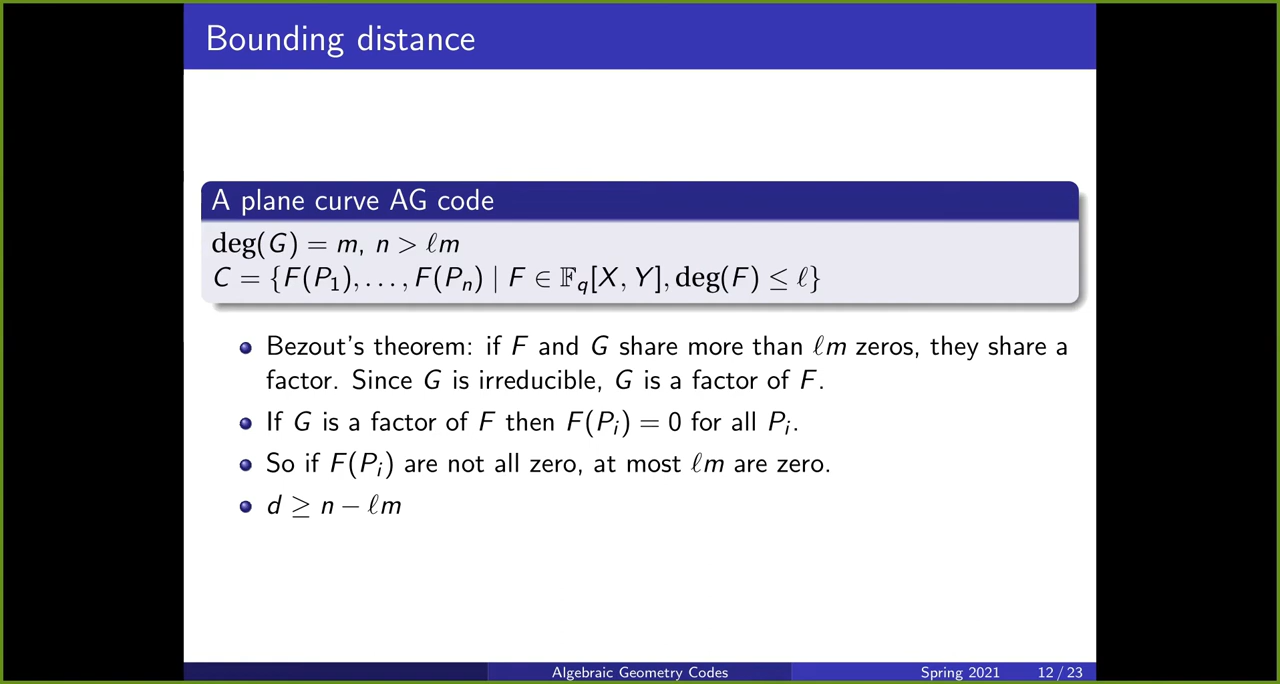 Bounding distance
A plane curve AG code
deg(G) = m, n > ℓm
C = {F(P₁), . . . , F(Pₙ) | F ∈ 𝔽_q[X, Y], deg(F) ≤ ℓ}
Bezout's theorem: if F and G share more than ℓm zeros, they share a
factor. Since G is irreducible, G is a factor of F.
If G is a factor of F then F(Pᵢ) = 0 for all Pᵢ.
So if F(Pᵢ) are not all zero, at most ℓm are zero.
d ≥ n − ℓm
Algebraic Geometry Codes Spring 2021 12 / 23